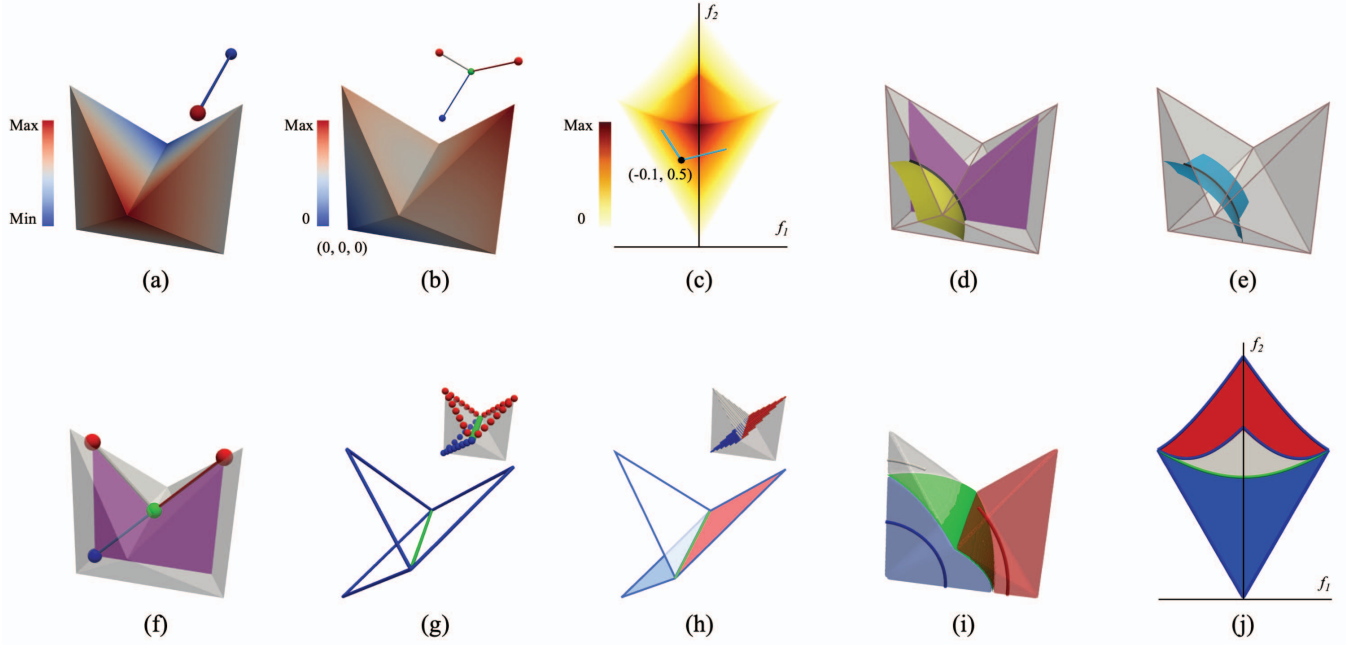 Max
Min
(a)
Max
0
(0, 0, 0)
(b)
f2
Max
0
(-0.1, 0.5)
f1
(c)
(d)
(e)
(f)
(g)
(h)
(i)
f2
f1
(j)